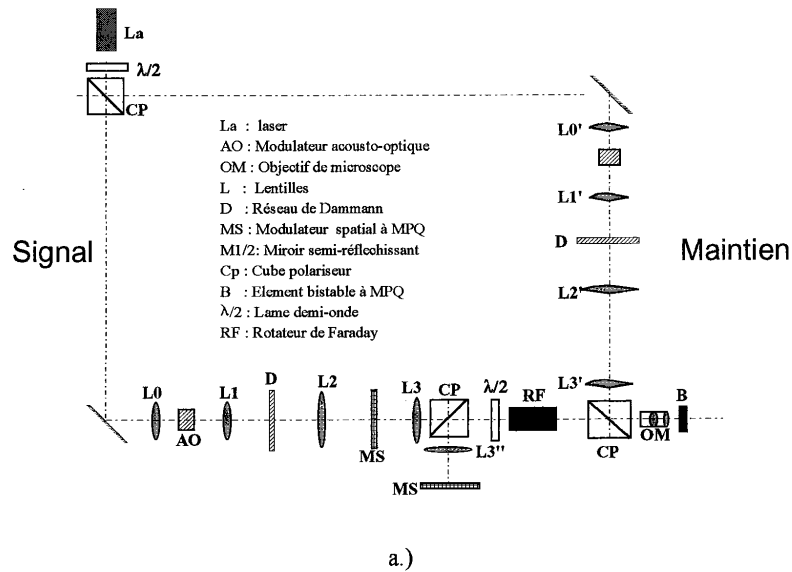 La
λ/2
CP
La : laser
AO : Modulateur acousto-optique
OM : Objectif de microscope
L : Lentilles
D : Réseau de Dammann
MS : Modulateur spatial à MPQ
M1/2: Miroir semi-réflechissant
Cp : Cube polariseur
B : Element bistable à MPQ
λ/2 : Lame demi-onde
RF : Rotateur de Faraday
L0'
L1'
D
L2'
L3'
Signal
Maintien
L0
AO
L1
D
L2
MS
L3
CP
λ/2
RF
CP
OM
B
L3''
MS
a.)